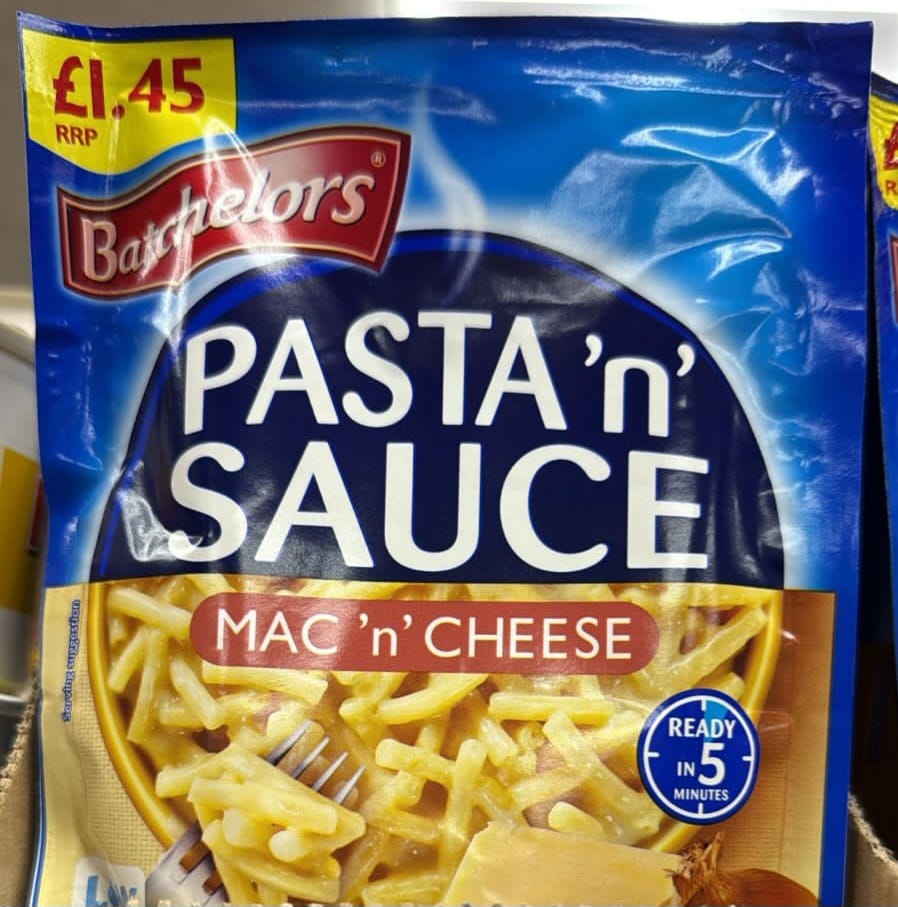 £1.45
RRP
Batchelors®
PASTA 'n'
SAUCE
MAC 'n' CHEESE
Serving suggestion
READY
IN 5
MINUTES